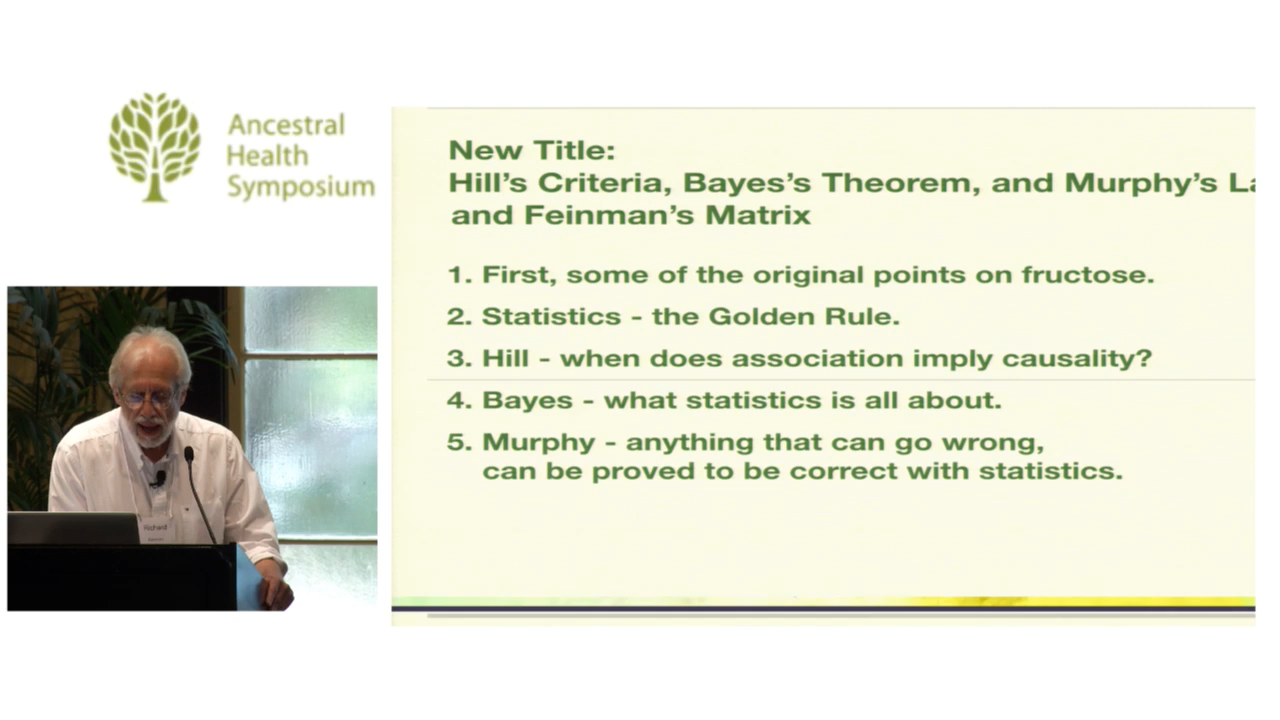 Ancestral
Health
Symposium
New Title:
Hill's Criteria, Bayes's Theorem, and Murphy's La
and Feinman's Matrix
1. First, some of the original points on fructose.
2. Statistics - the Golden Rule.
3. Hill - when does association imply causality?
4. Bayes - what statistics is all about.
5. Murphy - anything that can go wrong,
can be proved to be correct with statistics.
Richard